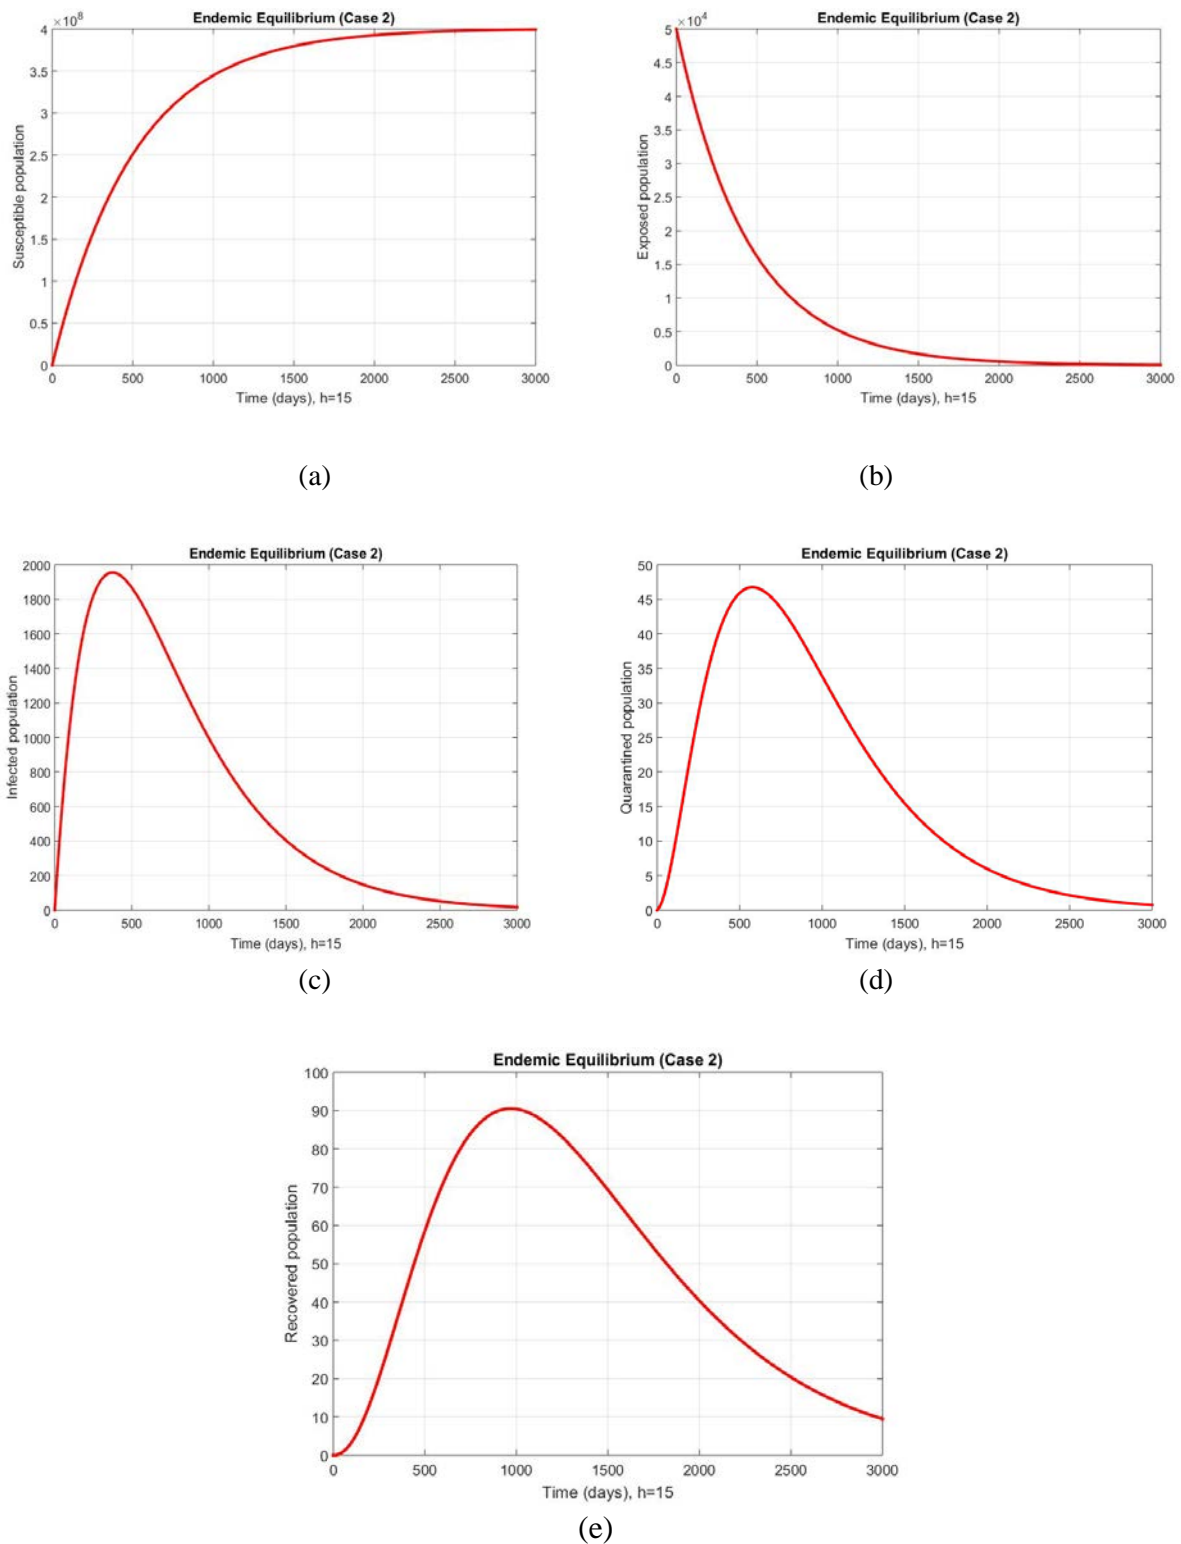 Endemic Equilibrium (Case 2)
×10^8
4
3.5
3
2.5
2
1.5
1
0.5
0
Susceptible population
0 500 1000 1500 2000 2500 3000
Time (days), h=15
(a)
Endemic Equilibrium (Case 2)
×10^4
5
4.5
4
3.5
3
2.5
2
1.5
1
0.5
0
Exposed population
0 500 1000 1500 2000 2500 3000
Time (days), h=15
(b)
Endemic Equilibrium (Case 2)
2000
1800
1600
1400
1200
1000
800
600
400
200
0
Infected population
0 500 1000 1500 2000 2500 3000
Time (days), h=15
(c)
Endemic Equilibrium (Case 2)
50
45
40
35
30
25
20
15
10
5
0
Quarantined population
0 500 1000 1500 2000 2500 3000
Time (days), h=15
(d)
Endemic Equilibrium (Case 2)
100
90
80
70
60
50
40
30
20
10
0
Recovered population
0 500 1000 1500 2000 2500 3000
Time (days), h=15
(e)